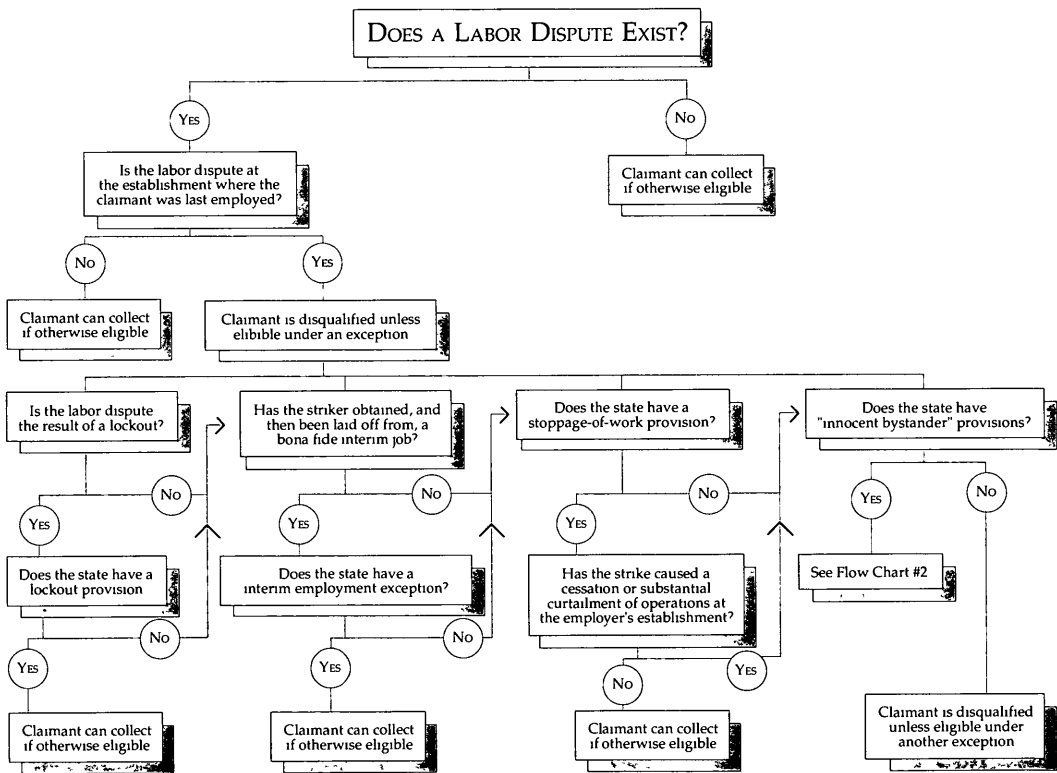 DOES A LABOR DISPUTE EXIST?
YES
NO
Is the labor dispute at
the establishment where the
claimant was last employed?
Claimant can collect
if otherwise eligible
NO
YES
Claimant can collect
if otherwise eligible
Claimant is disqualified unless
elibible under an exception
Is the labor dispute
the result of a lockout?
Has the striker obtained, and
then been laid off from, a
bona fide interim job?
Does the state have a
stoppage-of-work provision?
Does the state have
"innocent bystander" provisions?
NO
NO
NO
YES
NO
YES
YES
YES
Does the state have a
lockout provision
Does the state have a
interim employment exception?
Has the strike caused a
cessation or substantial
curtailment of operations at
the employer's establishment?
See Flow Chart #2
NO
NO
YES
YES
NO
YES
Claimant can collect
if otherwise eligible
Claimant can collect
if otherwise eligible
Claimant can collect
if otherwise eligible
Claimant is disqualified
unless eligible under
another exception